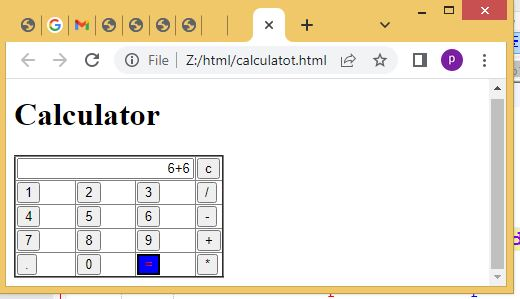 File Z:/html/calculatot.html p
Calculator
6+6 c
1 2 3 /
4 5 6 -
7 8 9 +
. 0 = *